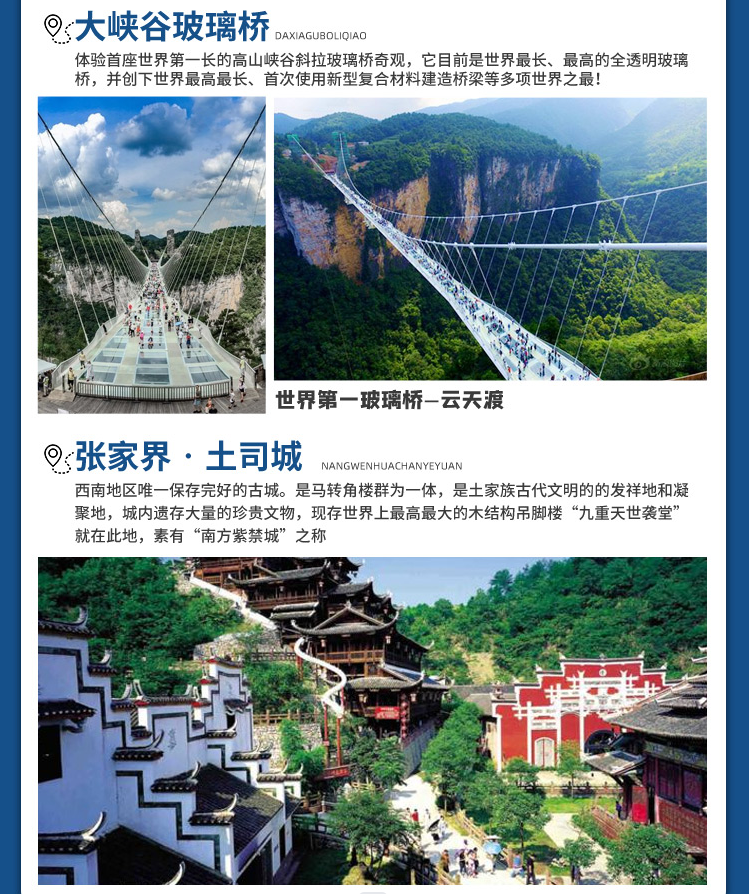 大峡谷玻璃桥 DAXIAGUBOLIQIAO
体验首座世界第一长的高山峡谷斜拉玻璃桥奇观，它目前是世界最长、最高的全透明玻璃
桥，并创下世界最高最长、首次使用新型复合材料建造桥梁等多项世界之最！
世界第一玻璃桥—云天渡
张家界 · 土司城 NANGWENHUACHANYEYUAN
西南地区唯一保存完好的古城。是马转角楼群为一体，是土家族古代文明的的发祥地和凝
聚地，城内遗存大量的珍贵文物，现存世界上最高最大的木结构吊脚楼“九重天世袭堂”
就在此地，素有“南方紫禁城”之称